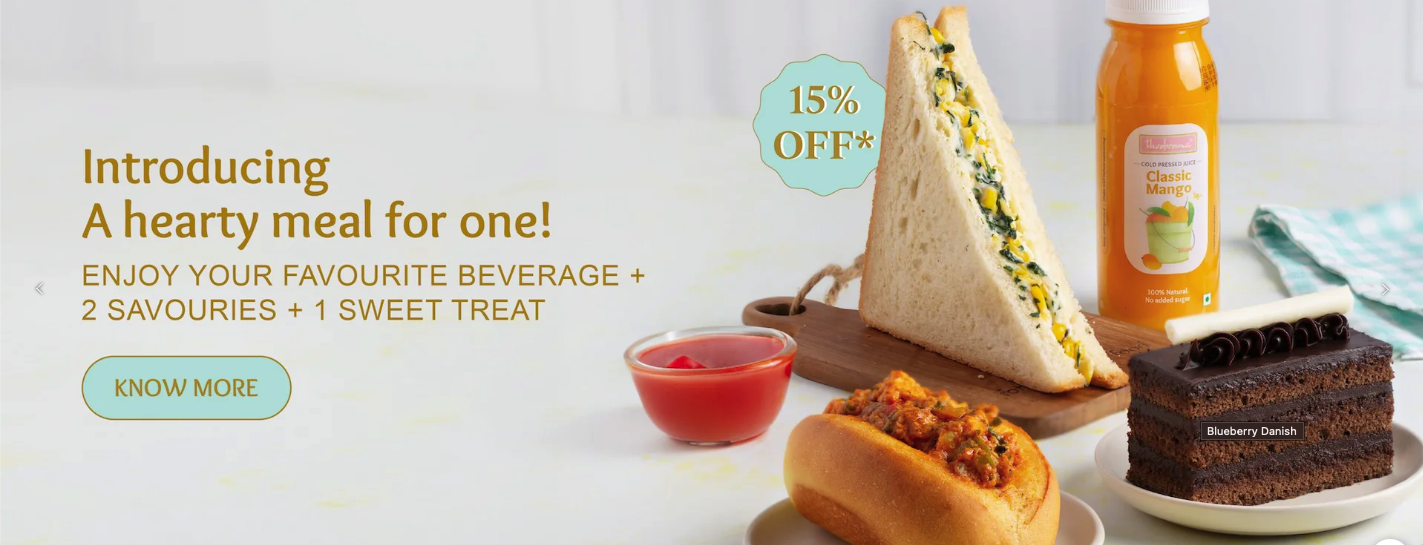 Introducing
A hearty meal for one!
ENJOY YOUR FAVOURITE BEVERAGE +
2 SAVOURIES + 1 SWEET TREAT
KNOW MORE
15%
OFF*
theobroma
COLD PRESSED JUICE
Classic
Mango
100% Natural.
No added sugar
Blueberry Danish